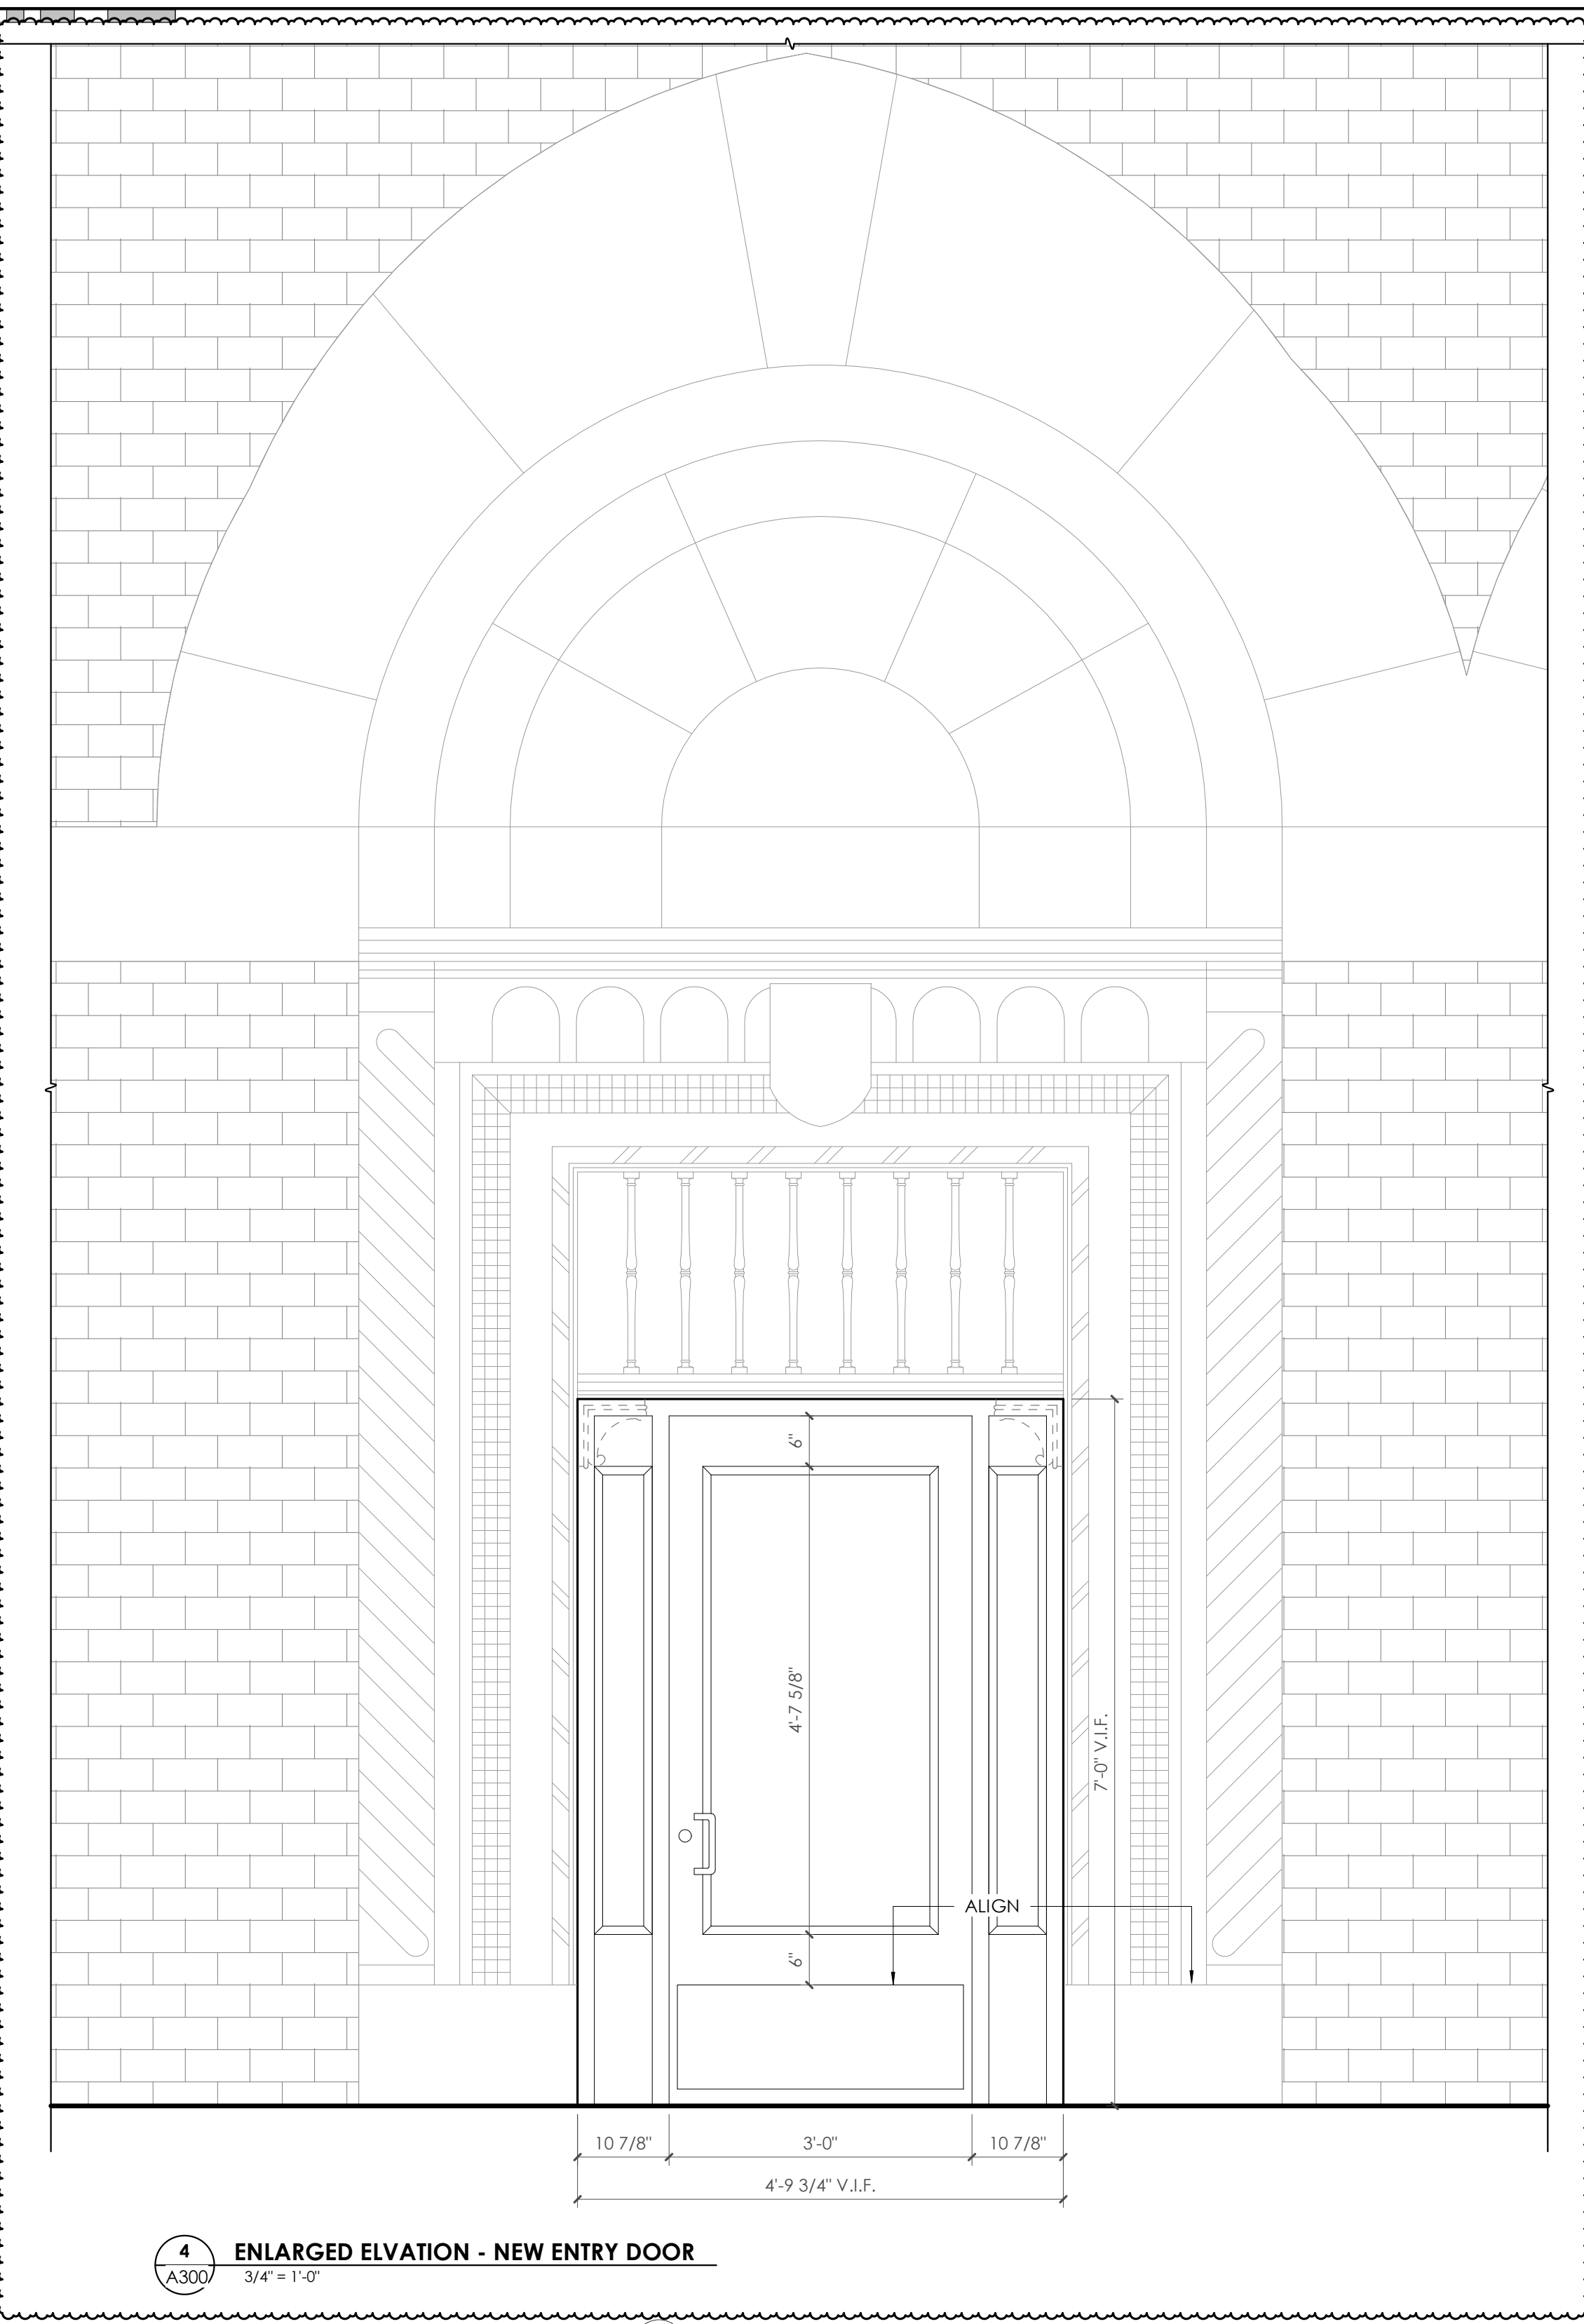 6"
4'-7 5/8"
7'-0" V.I.F.
ALIGN
6"
10 7/8" 3'-0" 10 7/8"
4'-9 3/4" V.I.F.
4 ENLARGED ELVATION - NEW ENTRY DOOR
A300 3/4" = 1'-0"